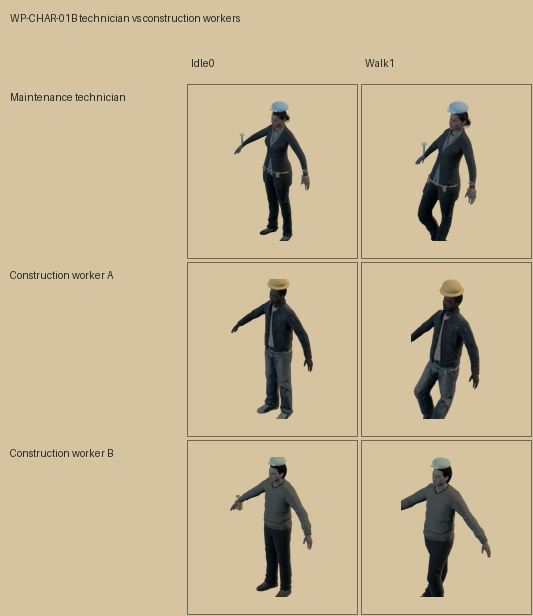 WP-CHAR-01B technician vs construction workers
Idle0 Walk1
Maintenance technician
Construction worker A
Construction worker B